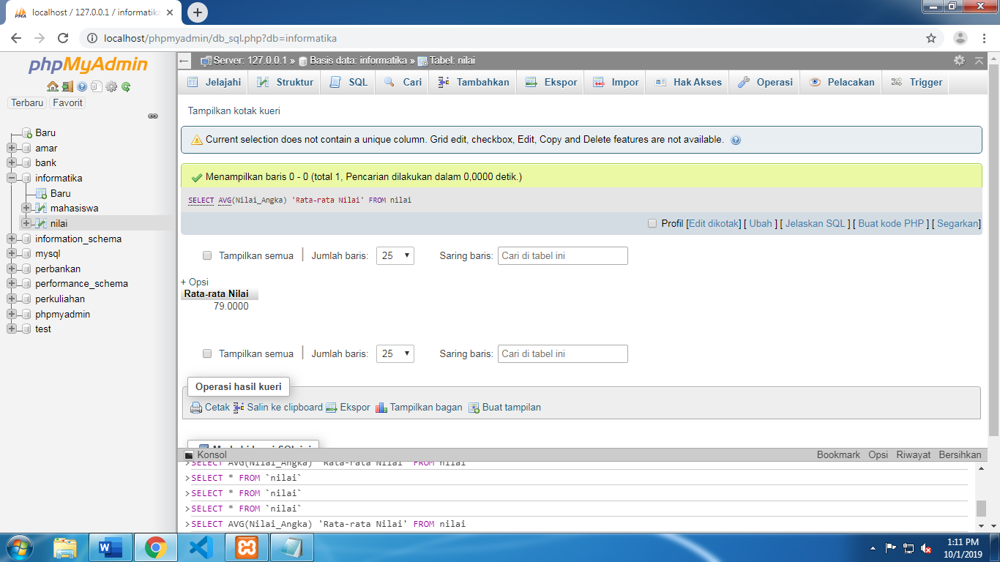 localhost / 127.0.0.1 / informatika
localhost/phpmyadmin/db_sql.php?db=informatika
phpMyAdmin
Terbaru Favorit
Baru
amar
bank
informatika
Baru
mahasiswa
nilai
information_schema
mysql
perbankan
performance_schema
perkuliahan
phpmyadmin
test
Server: 127.0.0.1 » Basis data: informatika » Tabel: nilai
Jelajahi Struktur SQL Cari Tambahkan Ekspor Impor Hak Akses Operasi Pelacakan Trigger
Tampilkan kotak kueri
Current selection does not contain a unique column. Grid edit, checkbox, Edit, Copy and Delete features are not available.
Menampilkan baris 0 - 0 (total 1, Pencarian dilakukan dalam 0,0000 detik.)
SELECT AVG(Nilai_Angka) 'Rata-rata Nilai' FROM nilai
Profil [Edit dikotak] [ Ubah ] [ Jelaskan SQL ] [ Buat kode PHP ] [ Segarkan]
Tampilkan semua | Jumlah baris: 25 Saring baris: Cari di tabel ini
+ Opsi
Rata-rata Nilai
79.0000
Tampilkan semua | Jumlah baris: 25 Saring baris: Cari di tabel ini
Operasi hasil kueri
Cetak Salin ke clipboard Ekspor Tampilkan bagan Buat tampilan
Konsol Bookmark Opsi Riwayat Bersihkan
>SELECT AVG(Nilai_Angka) 'Rata-rata Nilai' FROM nilai
>SELECT * FROM `nilai`
>SELECT * FROM `nilai`
>SELECT * FROM `nilai`
>SELECT AVG(Nilai_Angka) 'Rata-rata Nilai' FROM nilai
1:11 PM
10/1/2019